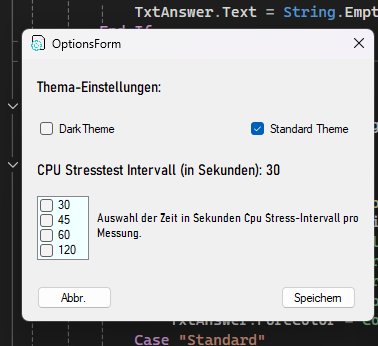 TxtAnswer.Text = String.Empt
End If
OptionsForm
Thema-Einstellungen:
DarkTheme
Standard Theme
CPU Stresstest Intervall (in Sekunden): 30
30
45
60
120
Auswahl der Zeit in Sekunden Cpu Stress-Intervall pro
Messung.
Abbr.
Speichern
TxtAnswer.ForeColor = Co
Case "Standard"